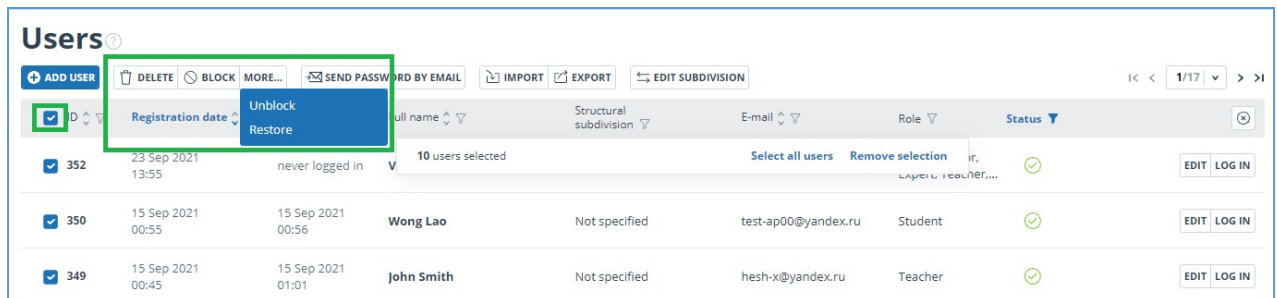 Users
ADD USER DELETE BLOCK MORE... SEND PASSWORD BY EMAIL IMPORT EXPORT EDIT SUBDIVISION 1/17
Unblock
Restore
ID Registration date Full name Structural subdivision E-mail Role Status
10 users selected Select all users Remove selection
352 23 Sep 2021 13:55 never logged in Expert, Teacher,... EDIT LOG IN
350 15 Sep 2021 00:55 15 Sep 2021 00:56 Wong Lao Not specified test-ap00@yandex.ru Student EDIT LOG IN
349 15 Sep 2021 00:45 15 Sep 2021 01:01 John Smith Not specified hesh-x@yandex.ru Teacher EDIT LOG IN